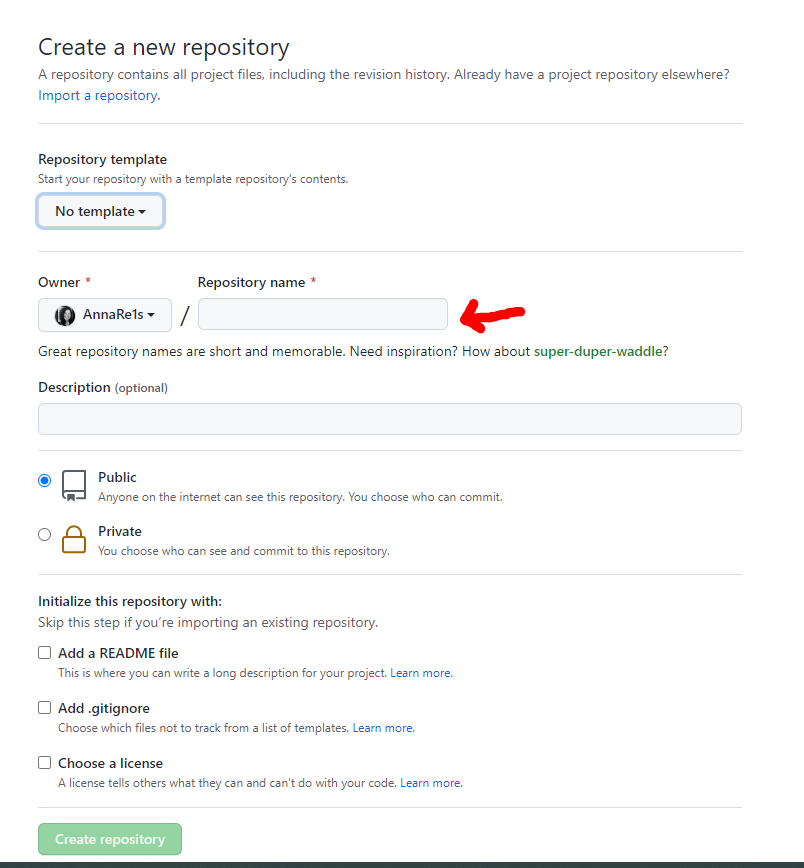 Create a new repository
A repository contains all project files, including the revision history. Already have a project repository elsewhere?
Import a repository.
Repository template
Start your repository with a template repository's contents.
No template
Owner *
Repository name *
AnnaRe1s
/
Great repository names are short and memorable. Need inspiration? How about super-duper-waddle?
Description (optional)
Public
Anyone on the internet can see this repository. You choose who can commit.
Private
You choose who can see and commit to this repository.
Initialize this repository with:
Skip this step if you're importing an existing repository.
Add a README file
This is where you can write a long description for your project. Learn more.
Add .gitignore
Choose which files not to track from a list of templates. Learn more.
Choose a license
A license tells others what they can and can't do with your code. Learn more.
Create repository